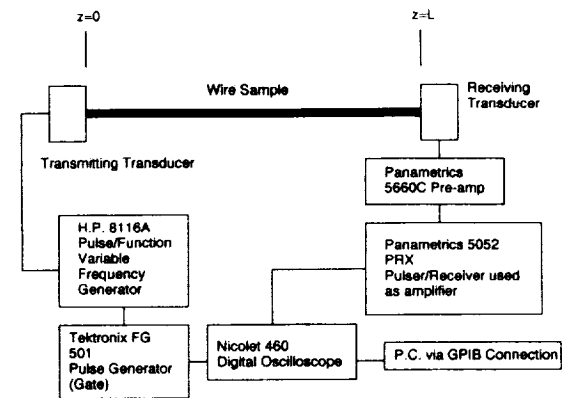 z=0
z=L
Wire Sample
Receiving
Transducer
Transmitting Transducer
Panametrics
5660C Pre-amp
H.P. 8116A
Pulse/Function
Variable
Frequency
Generator
Panametrics 5052
PRX
Pulser/Receiver used
as amplifier
Tektronix FG
501
Pulse Generator
(Gate)
Nicolet 460
Digital Oscilloscope
P.C. via GPIB Connection